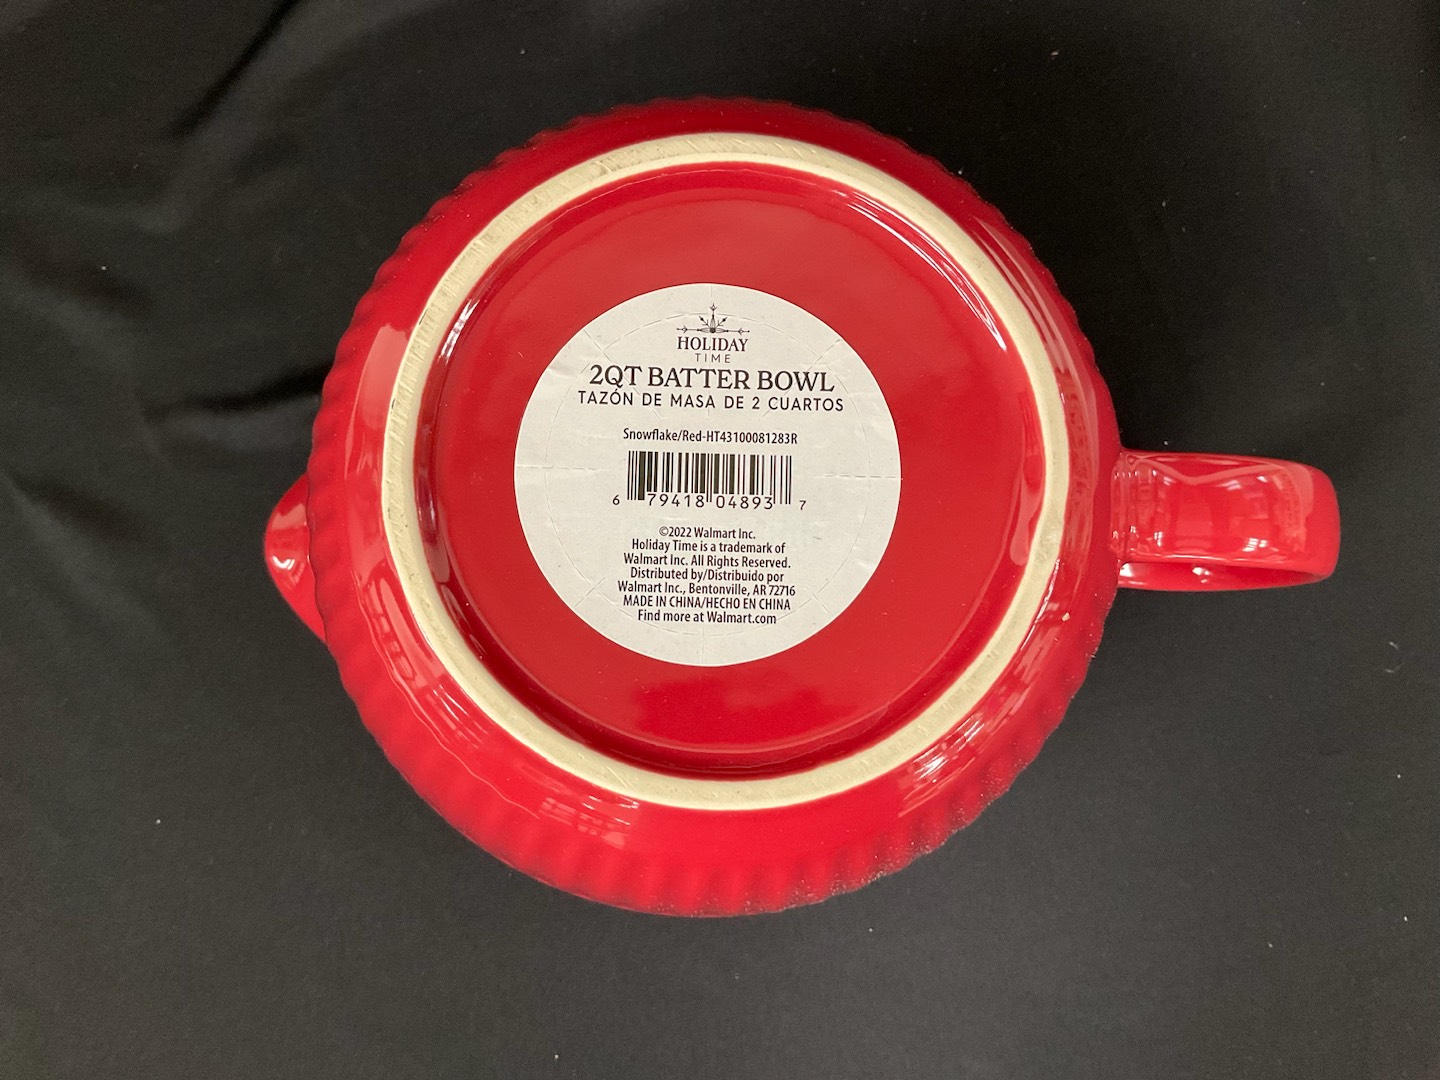 HOLIDAY
TIME
2QT BATTER BOWL
TAZÓN DE MASA DE 2 CUARTOS
Snowflake/Red-HT43100081283R
6 79418 04893 7
©2022 Walmart Inc.
Holiday Time is a trademark of
Walmart Inc. All Rights Reserved.
Distributed by/Distribuido por
Walmart Inc., Bentonville, AR 72716
MADE IN CHINA/HECHO EN CHINA
Find more at Walmart.com